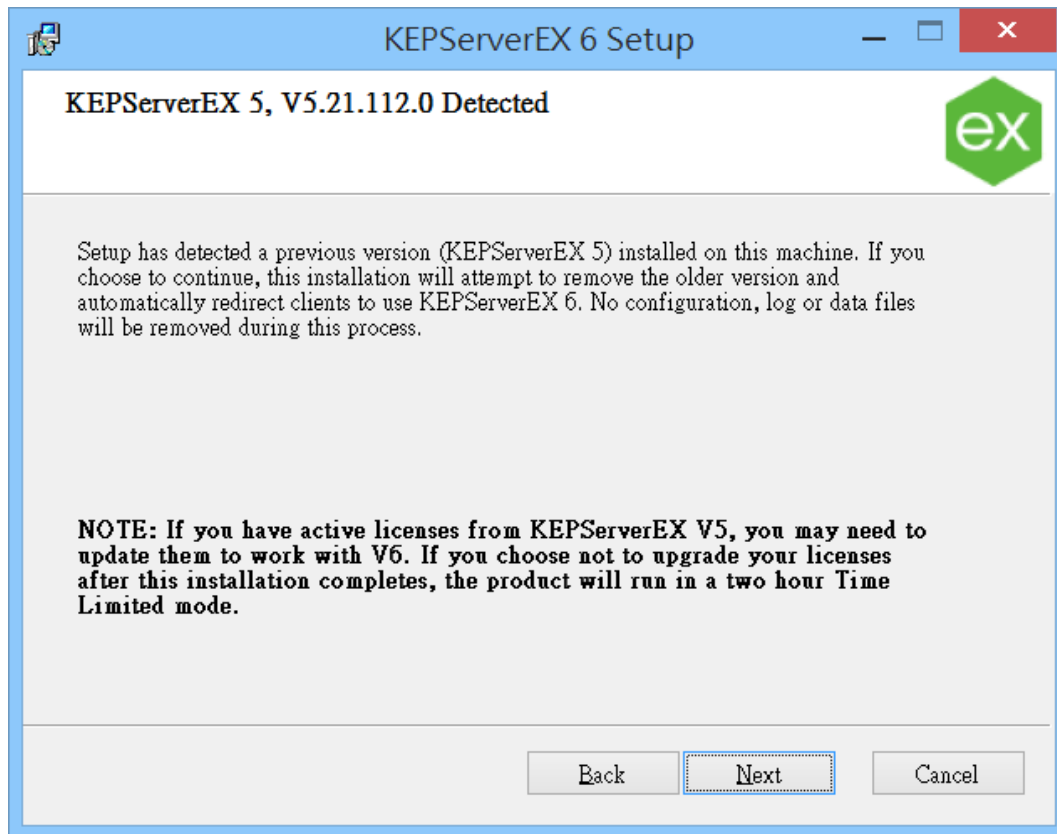 KEPServerEX 6 Setup
KEPServerEX 5, V5.21.112.0 Detected
ex
Setup has detected a previous version (KEPServerEX 5) installed on this machine. If you
choose to continue, this installation will attempt to remove the older version and
automatically redirect clients to use KEPServerEX 6. No configuration, log or data files
will be removed during this process.
NOTE: If you have active licenses from KEPServerEX V5, you may need to
update them to work with V6. If you choose not to upgrade your licenses
after this installation completes, the product will run in a two hour Time
Limited mode.
Back Next Cancel